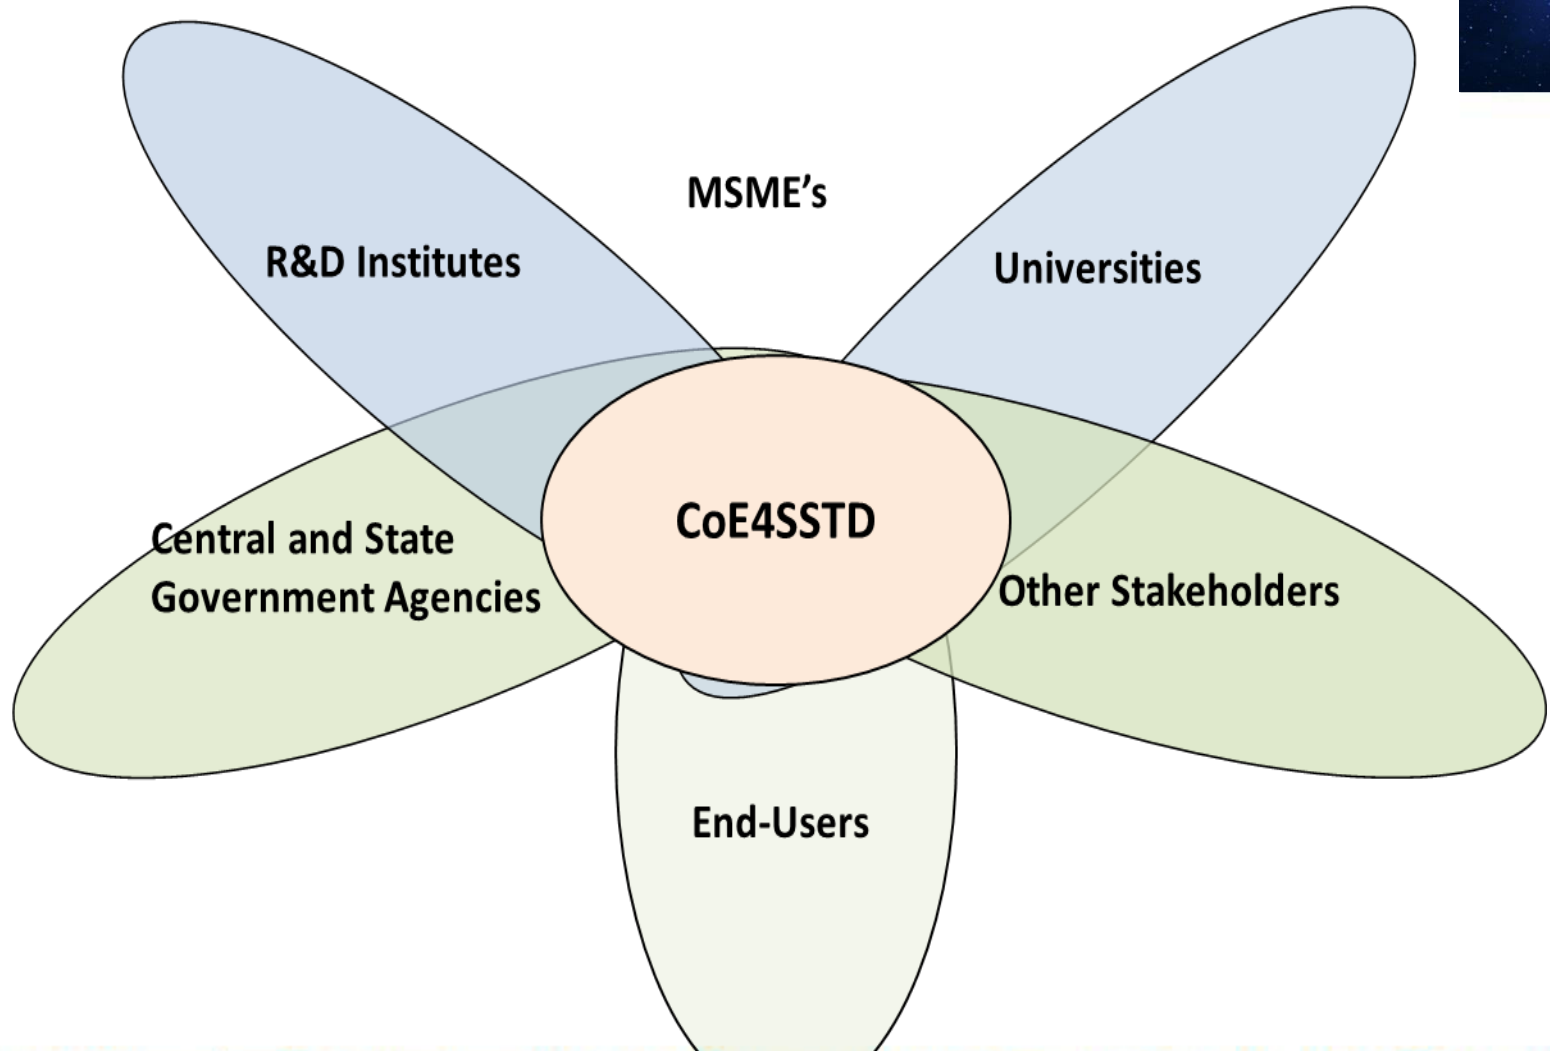 MSME’s
R&D Institutes
Universities
CoE4SSTD
Central and State
Government Agencies
Other Stakeholders
End-Users